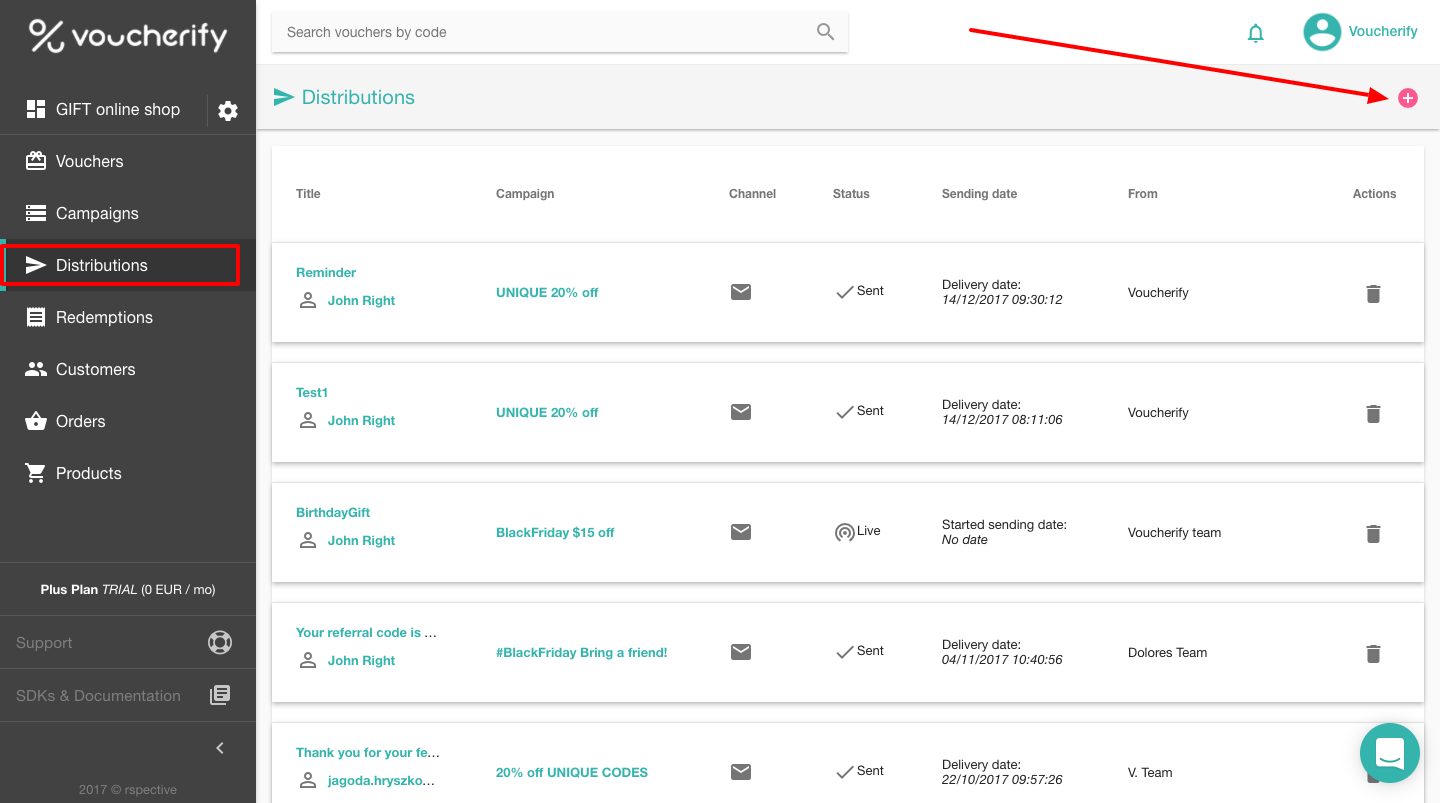 voucherify
Search vouchers by code
Voucherify
GIFT online shop
Vouchers
Campaigns
Distributions
Redemptions
Customers
Orders
Products
Plus Plan TRIAL (0 EUR / mo)
Support
SDKs & Documentation
2017 © rspective
Distributions
Title Campaign Channel Status Sending date From Actions
Reminder
John Right
UNIQUE 20% off
Sent
Delivery date:
14/12/2017 09:30:12
Voucherify
Test1
John Right
UNIQUE 20% off
Sent
Delivery date:
14/12/2017 08:11:06
Voucherify
BirthdayGift
John Right
BlackFriday $15 off
Live
Started sending date:
No date
Voucherify team
Your referral code is ...
John Right
#BlackFriday Bring a friend!
Sent
Delivery date:
04/11/2017 10:40:56
Dolores Team
Thank you for your fe...
jagoda.hryszko...
20% off UNIQUE CODES
Sent
Delivery date:
22/10/2017 09:57:26
V. Team